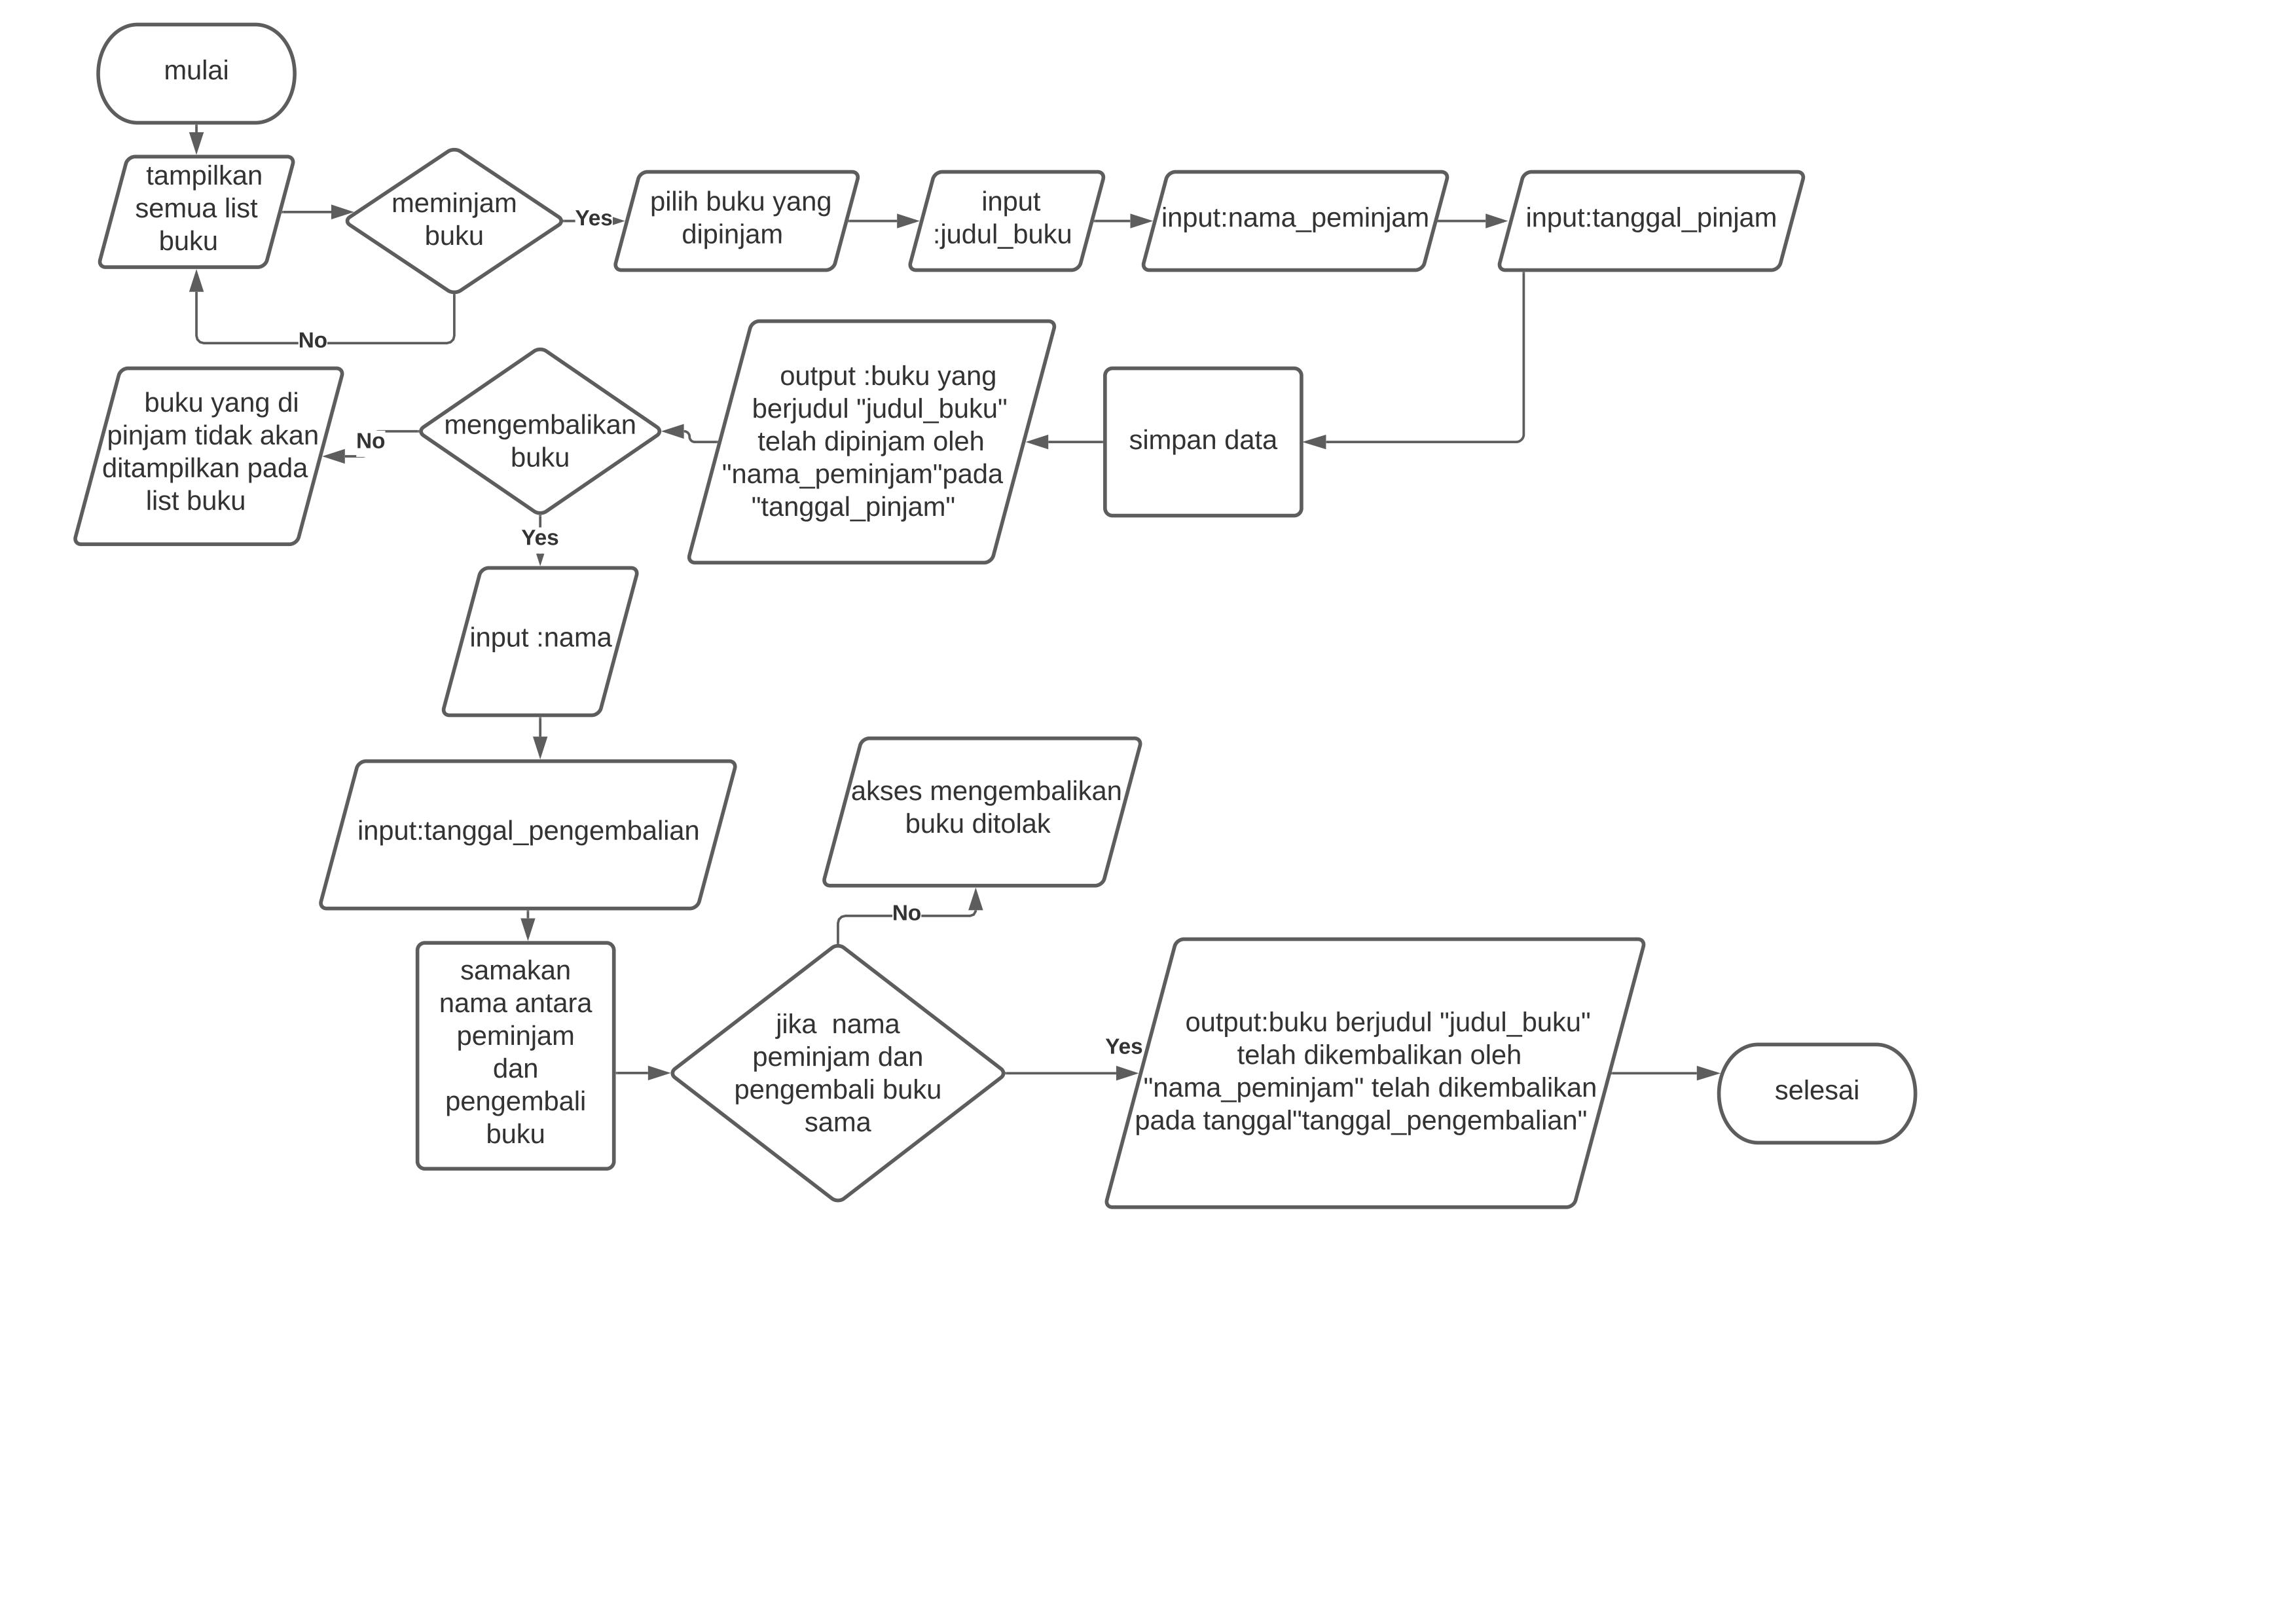 mulai
tampilkan
semua list
buku
meminjam
buku
Yes
pilih buku yang
dipinjam
input
:judul_buku
input:nama_peminjam
input:tanggal_pinjam
No
buku yang di
pinjam tidak akan
ditampilkan pada
list buku
No
mengembalikan
buku
output :buku yang
berjudul "judul_buku"
telah dipinjam oleh
"nama_peminjam"pada
"tanggal_pinjam"
simpan data
Yes
input :nama
input:tanggal_pengembalian
akses mengembalikan
buku ditolak
No
samakan
nama antara
peminjam
dan
pengembali
buku
jika  nama
peminjam dan
pengembali buku
sama
Yes
output:buku berjudul "judul_buku"
telah dikembalikan oleh
"nama_peminjam" telah dikembalikan
pada tanggal"tanggal_pengembalian"
selesai